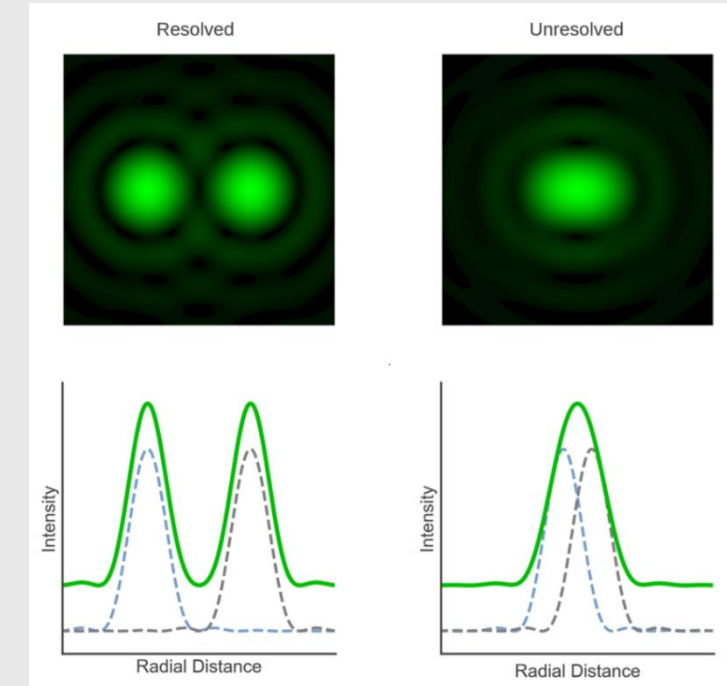 Resolved
Unresolved
Intensity
Radial Distance
Intensity
Radial Distance